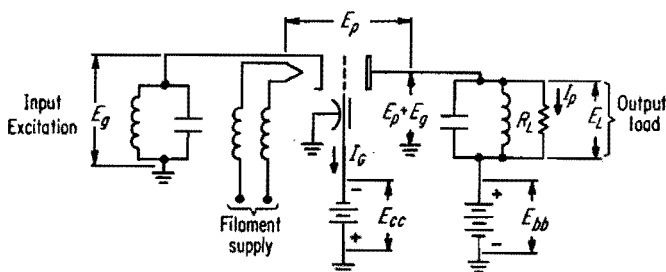 E_p
Input
Excitation
E_g
E_p + E_g
R_L
I_p
E_L
Output
load
I_G
Filament
supply
-
E_cc
+
+
E_bb
-